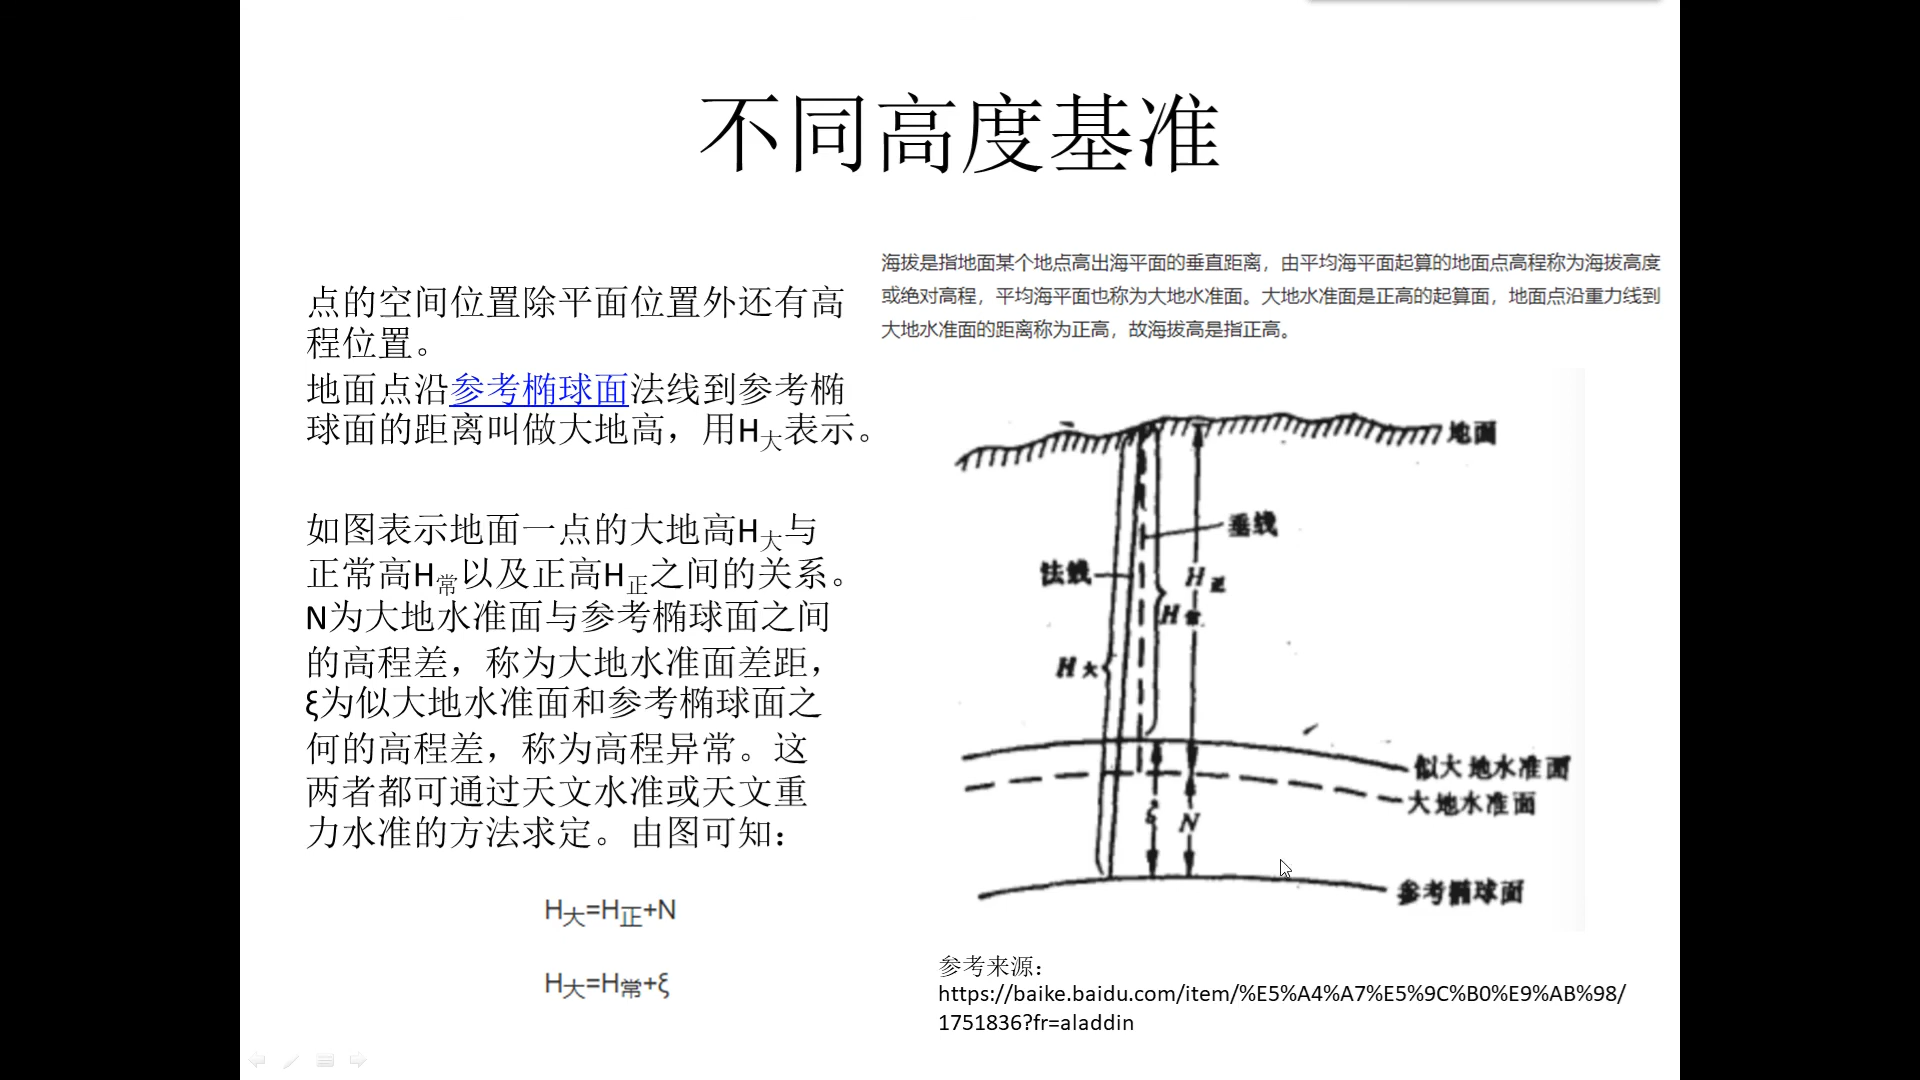 不同高度基准
海拔是指地面某个地点高出海平面的垂直距离，由平均海平面起算的地面点高程称为海拔高度
或绝对高程，平均海平面也称为大地水准面。大地水准面是正高的起算面，地面点沿重力线到
大地水准面的距离称为正高，故海拔高是指正高。
点的空间位置除平面位置外还有高
程位置。
地面点沿参考椭球面法线到参考椭
球面的距离叫做大地高，用H大表示。
如图表示地面一点的大地高H大与
正常高H常以及正高H正之间的关系。
N为大地水准面与参考椭球面之间
的高程差，称为大地水准面差距，
ξ为似大地水准面和参考椭球面之
何的高程差，称为高程异常。这
两者都可通过天文水准或天文重
力水准的方法求定。由图可知：
H大=H正+N
H大=H常+ξ
地面
垂线
法线
H正
H常
H大
似大地水准面
大地水准面
ζ
N
参考椭球面
参考来源：
https://baike.baidu.com/item/%E5%A4%A7%E5%9C%B0%E9%AB%98/
1751836?fr=aladdin